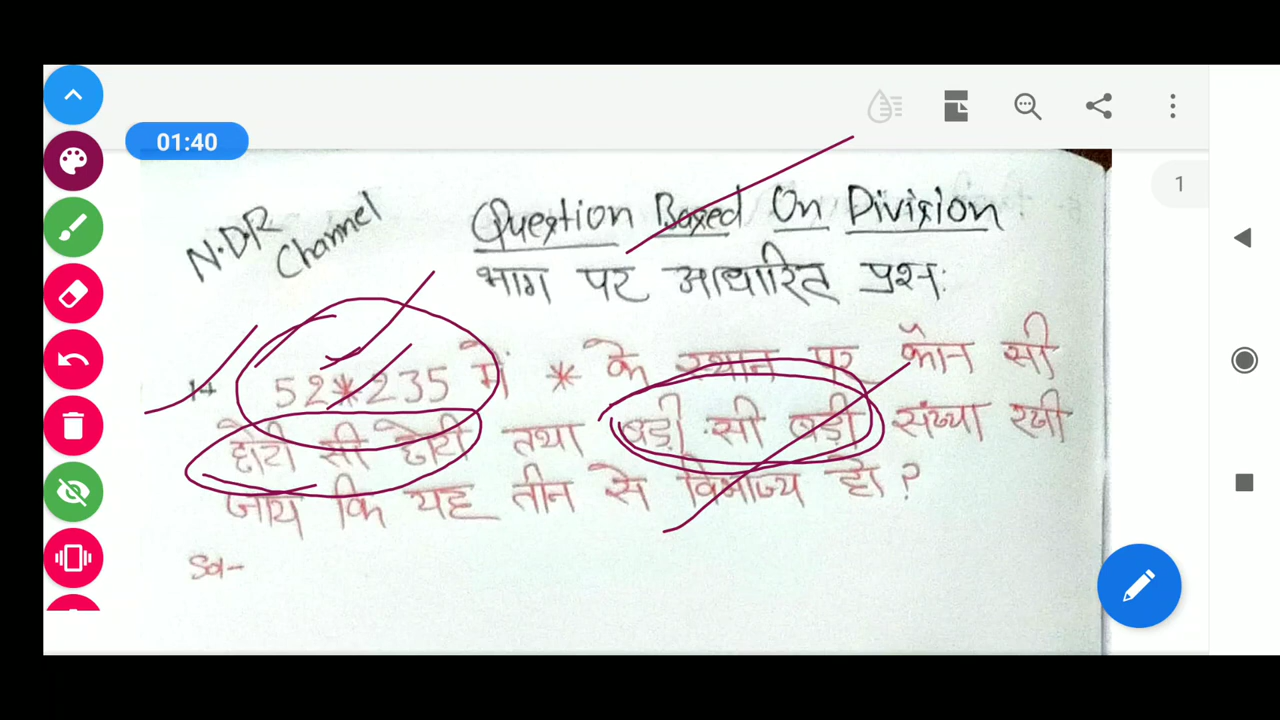 01:40
1
N.D.R
Channel
Question Based On Division
भाग पर आधारित प्रश्न:
1→ 52*235 में * के स्थान पर कौन सी
छोटी सी छोटी तथा बड़ी सी बड़ी संख्या रखी
जाय कि यह तीन से विभाज्य हो ?
Sol-